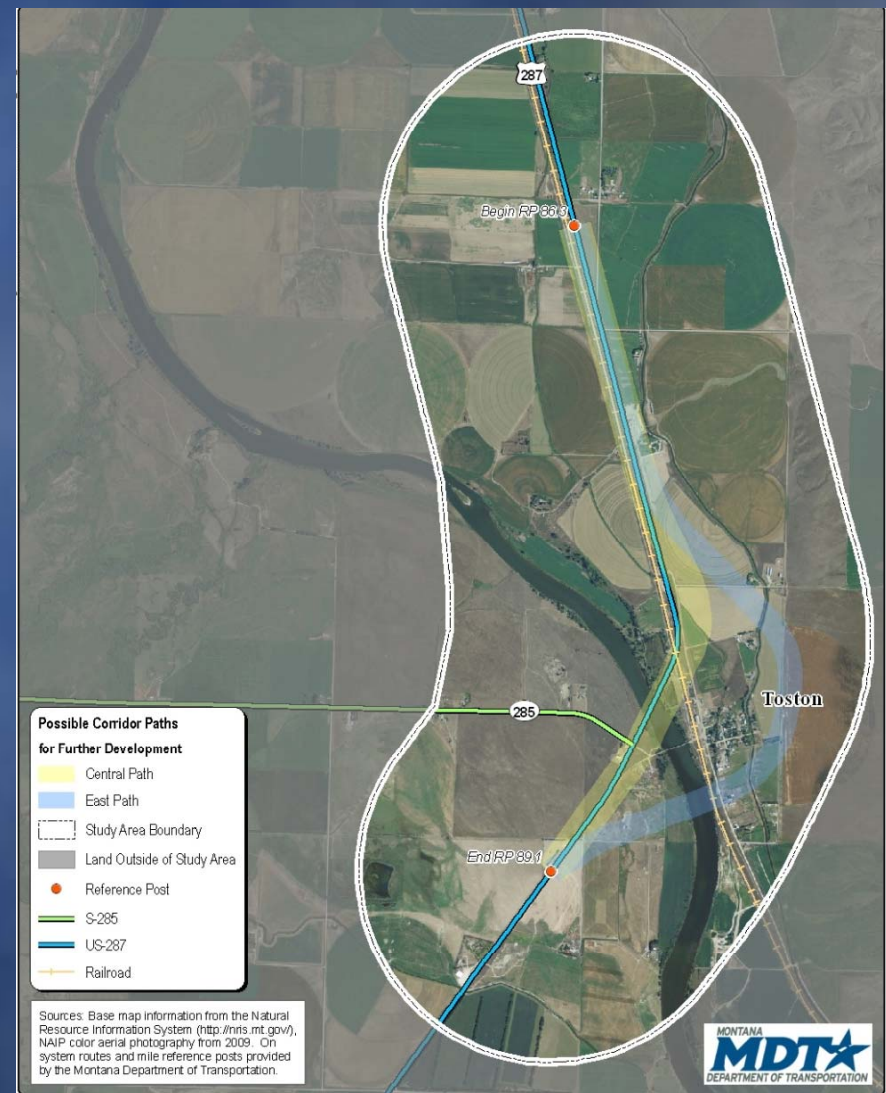 287
Begin RP 86.3
Toston
285
End RP 89.1
Possible Corridor Paths
for Further Development
Central Path
East Path
Study Area Boundary
Land Outside of Study Area
Reference Post
S-285
US-287
Railroad
Sources: Base map information from the Natural
Resource Information System (http://nris.mt.gov/),
NAIP color aerial photography from 2009. On
system routes and mile reference posts provided
by the Montana Department of Transportation.
MONTANA
MDT
DEPARTMENT OF TRANSPORTATION